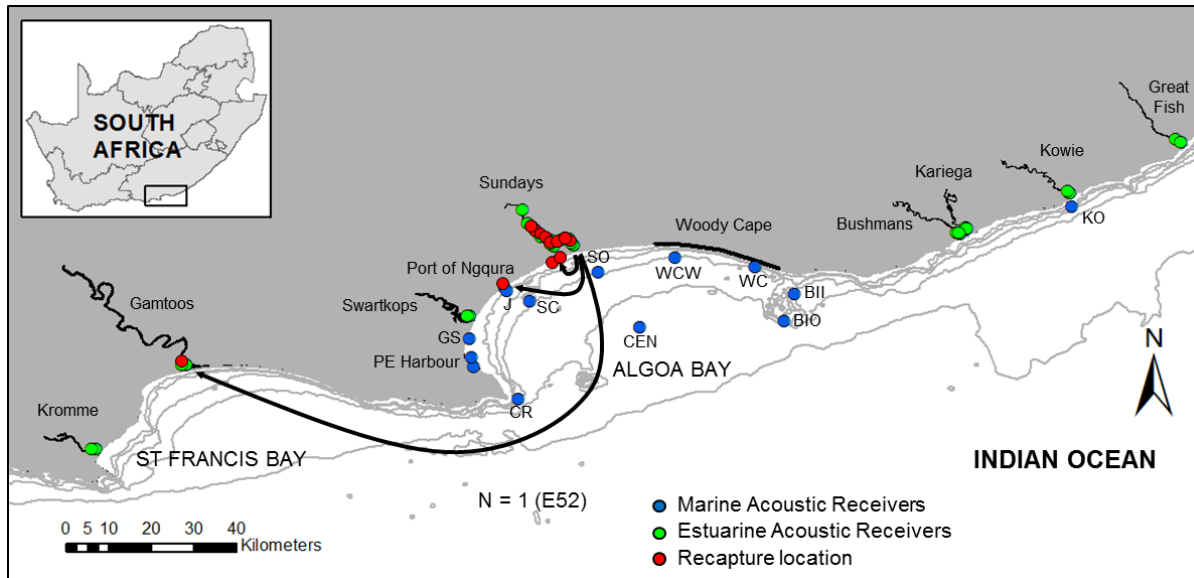 SOUTH
AFRICA
Great
Fish
Kowie
Kariega
Bushmans
KO
Sundays
Woody Cape
SO
WCW
WC
BII
BIO
Port of Ngqura
J
SC
Gamtoos
Swartkops
GS
CEN
PE Harbour
ALGOA BAY
CR
N
Kromme
ST FRANCIS BAY
INDIAN OCEAN
N = 1 (E52)
Marine Acoustic Receivers
Estuarine Acoustic Receivers
Recapture location
0 5 10 20 30 40
Kilometers